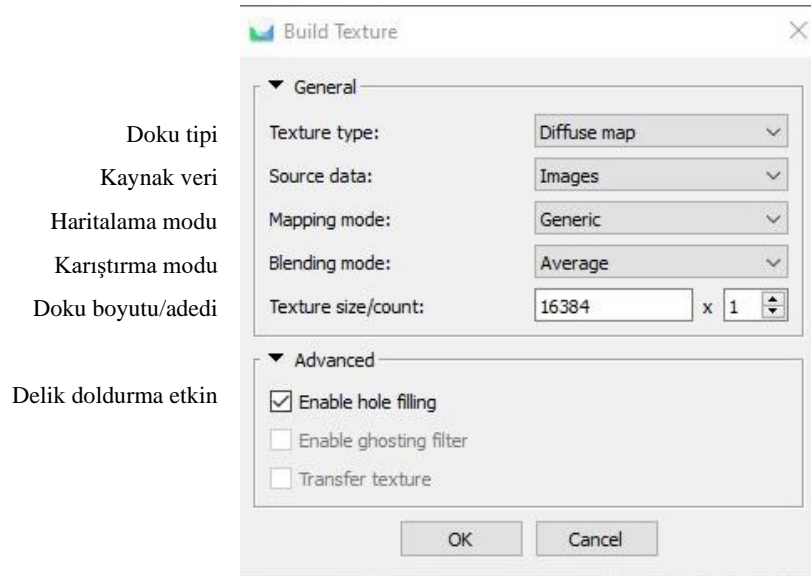 Build Texture
General
Doku tipi Texture type: Diffuse map
Kaynak veri Source data: Images
Haritalama modu Mapping mode: Generic
Karıştırma modu Blending mode: Average
Doku boyutu/adedi Texture size/count: 16384 x 1
Advanced
Delik doldurma etkin Enable hole filling
Enable ghosting filter
Transfer texture
OK Cancel